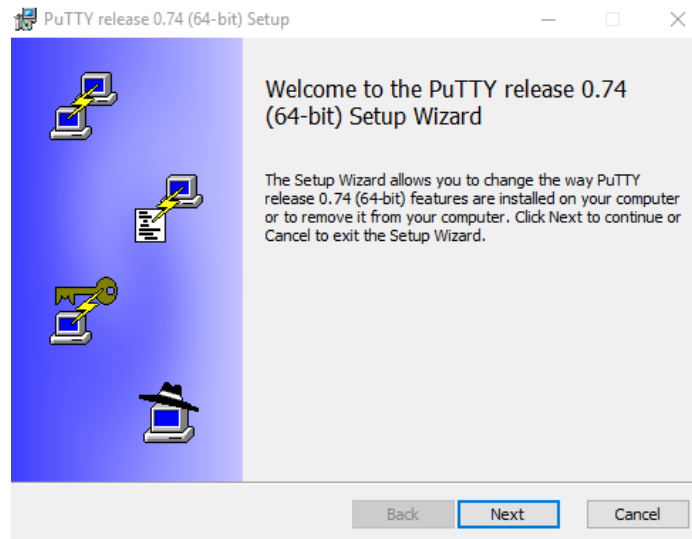 PuTTY release 0.74 (64-bit) Setup
Welcome to the PuTTY release 0.74
(64-bit) Setup Wizard
The Setup Wizard allows you to change the way PuTTY
release 0.74 (64-bit) features are installed on your computer
or to remove it from your computer. Click Next to continue or
Cancel to exit the Setup Wizard.
Back Next Cancel